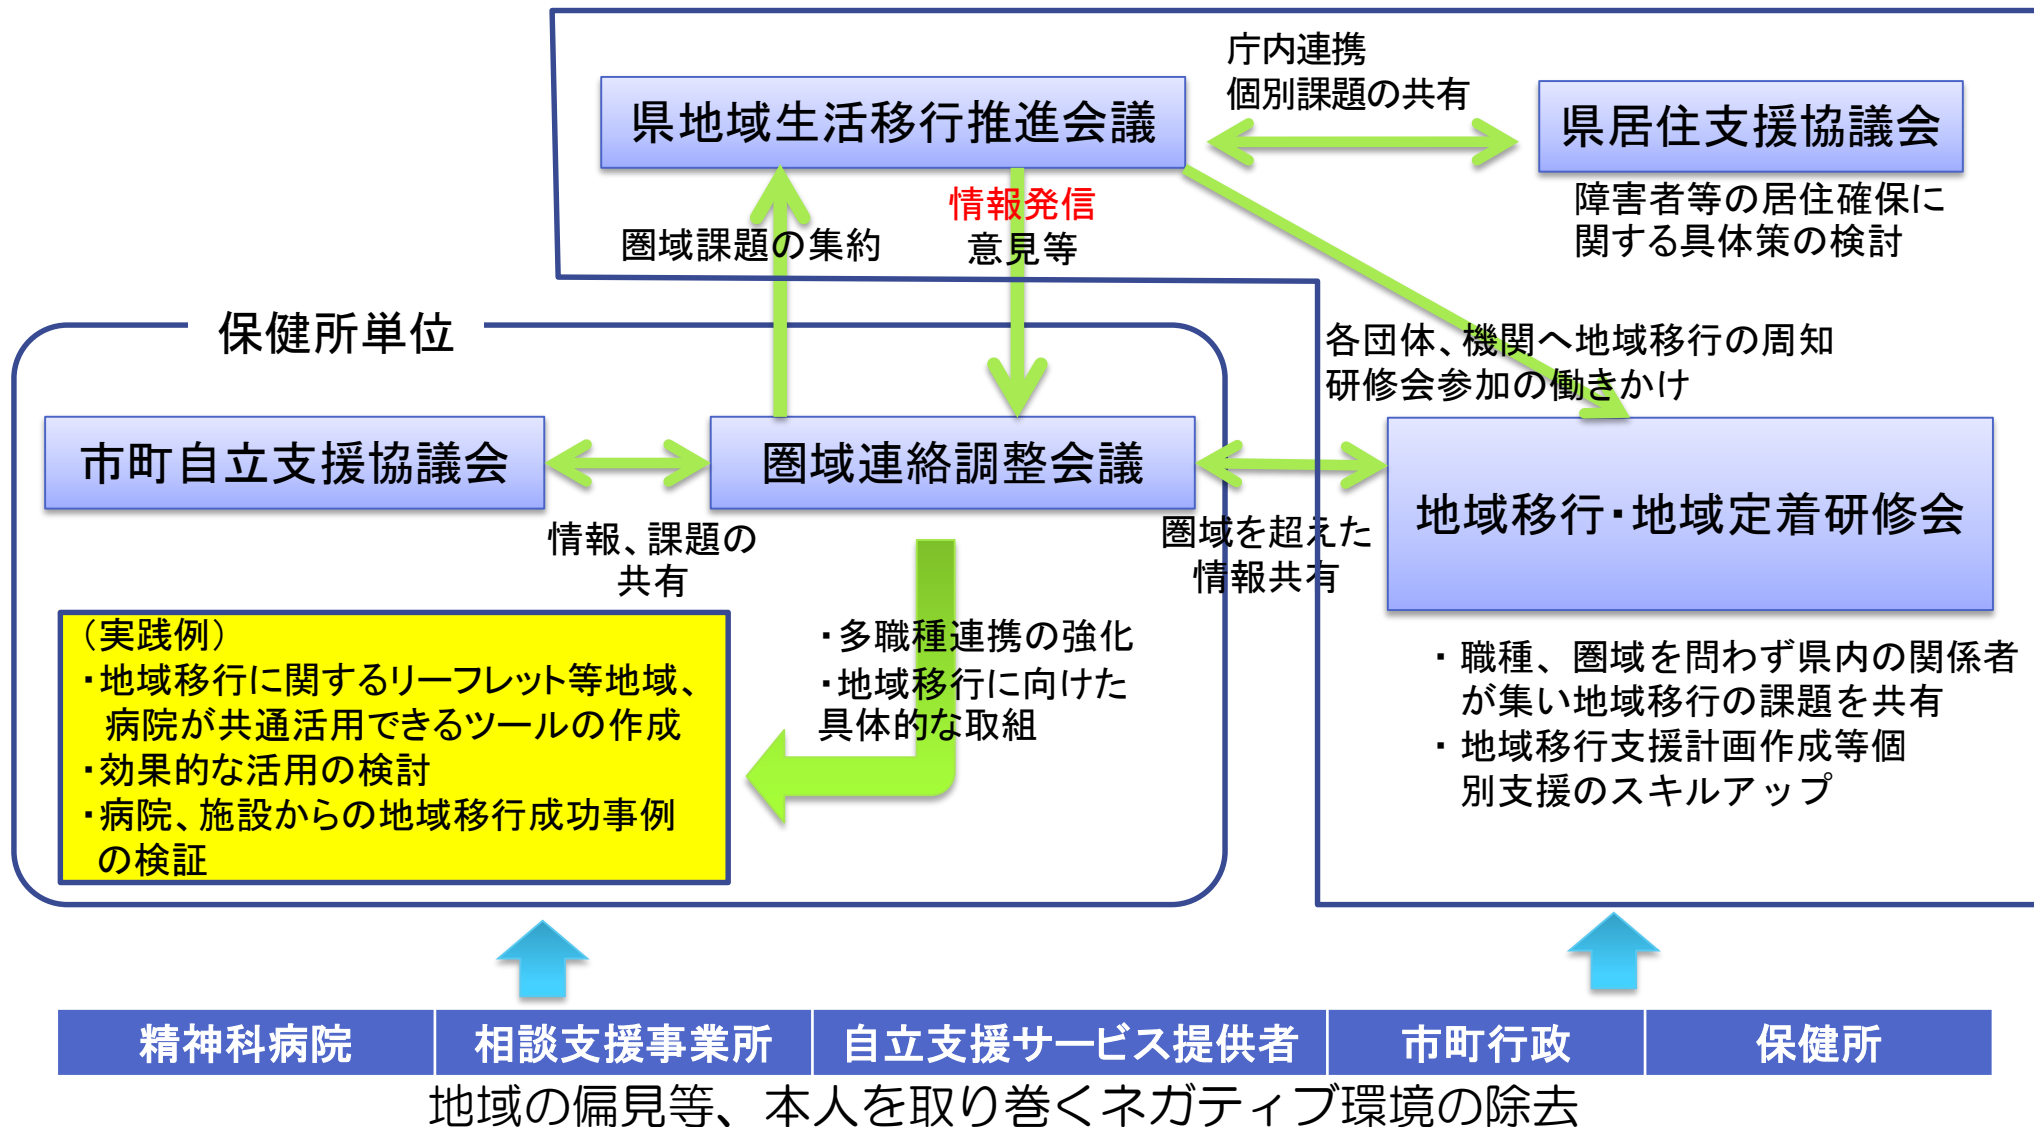 庁内連携
個別課題の共有
県地域生活移行推進会議
県居住支援協議会
障害者等の居住確保に
関する具体策の検討
情報発信
意見等
圏域課題の集約
保健所単位
各団体、機関へ地域移行の周知
研修会参加の働きかけ
市町自立支援協議会
圏域連絡調整会議
地域移行・地域定着研修会
情報、課題の
共有
圏域を超えた
情報共有
(実践例)
・地域移行に関するリーフレット等地域、
病院が共通活用できるツールの作成
・効果的な活用の検討
・病院、施設からの地域移行成功事例
の検証
・多職種連携の強化
・地域移行に向けた
具体的な取組
・ 職種、圏域を問わず県内の関係者
が集い地域移行の課題を共有
・ 地域移行支援計画作成等個
別支援のスキルアップ
精神科病院
相談支援事業所
自立支援サービス提供者
市町行政
保健所
地域の偏見等、本人を取り巻くネガティブ環境の除去